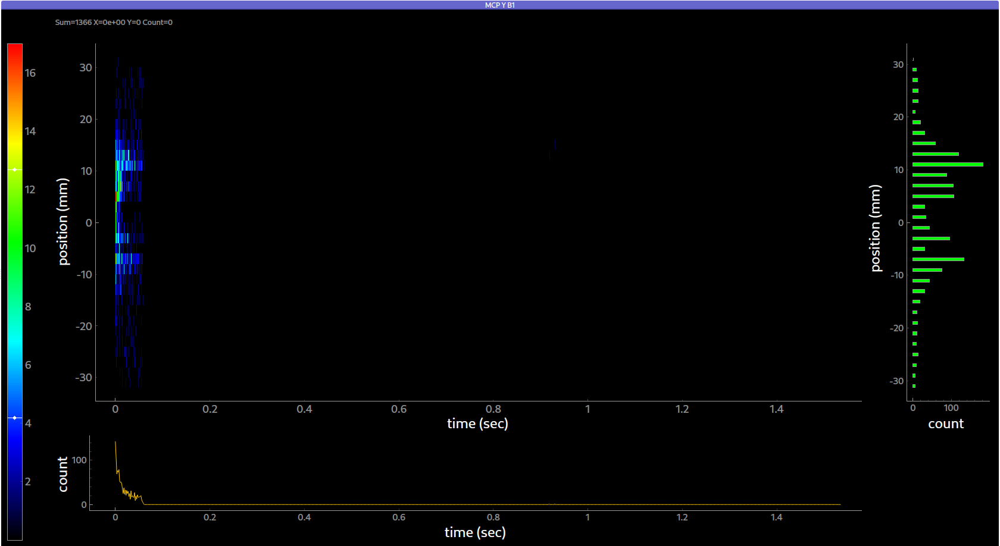 MCP Y B1
Sum=1366 X=0e+00 Y=0 Count=0
16
14
12
10
8
6
4
2
position (mm)
30
20
10
0
-10
-20
-30
0 0.2 0.4 0.6 0.8 1 1.2 1.4
time (sec)
position (mm)
30
20
10
0
-10
-20
-30
0 100
count
count
100
0
0 0.2 0.4 0.6 0.8 1 1.2 1.4
time (sec)